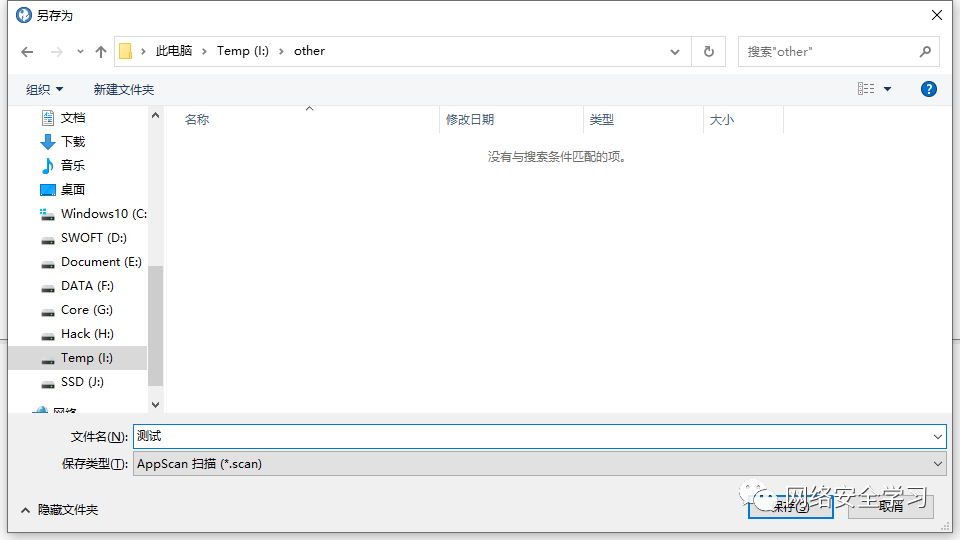 另存为
此电脑 › Temp (I:) › other
搜索"other"
组织
新建文件夹
名称 修改日期 类型 大小
没有与搜索条件匹配的项。
文档
下载
音乐
桌面
Windows10 (C:
SWOFT (D:)
Document (E:)
DATA (F:)
Core (G:)
Hack (H:)
Temp (I:)
SSD (J:)
网络
文件名(N): 测试
保存类型(T): AppScan 扫描 (*.scan)
隐藏文件夹
保存(S) 取消
网络安全学习